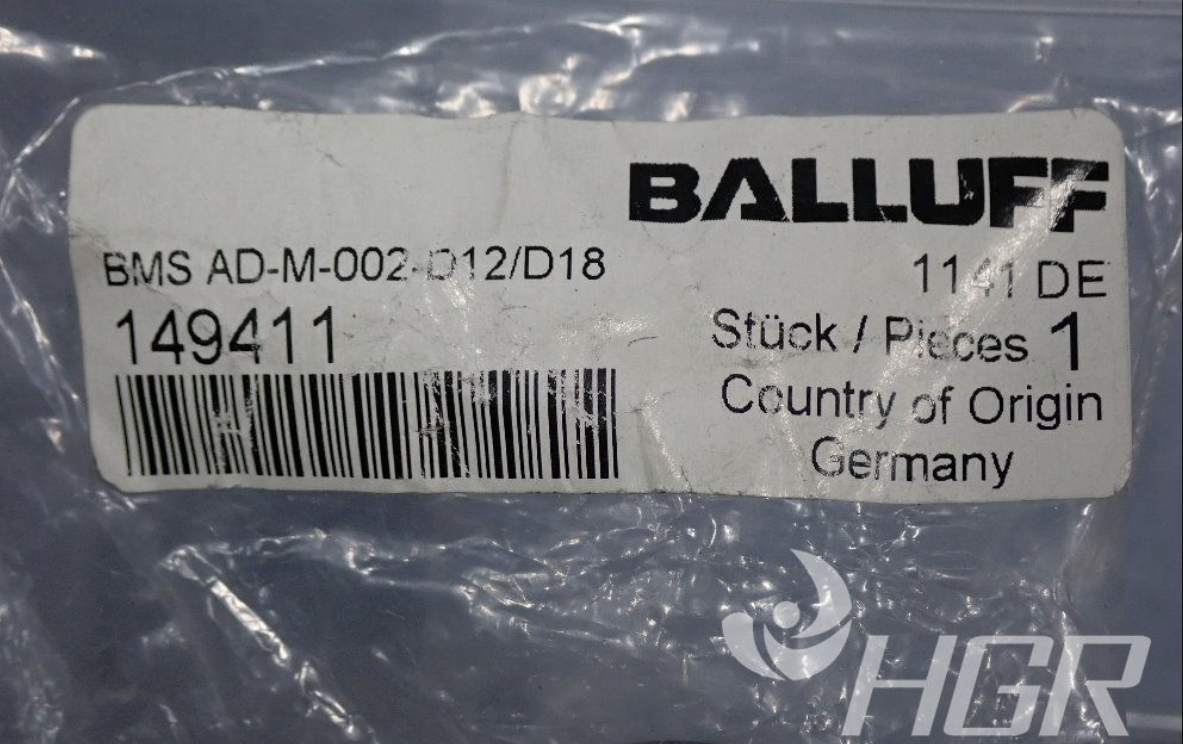 BALLUFF
BMS AD-M-002-D12/D18
1141 DE
149411
Stück / Pieces 1
Country of Origin
Germany
HGR